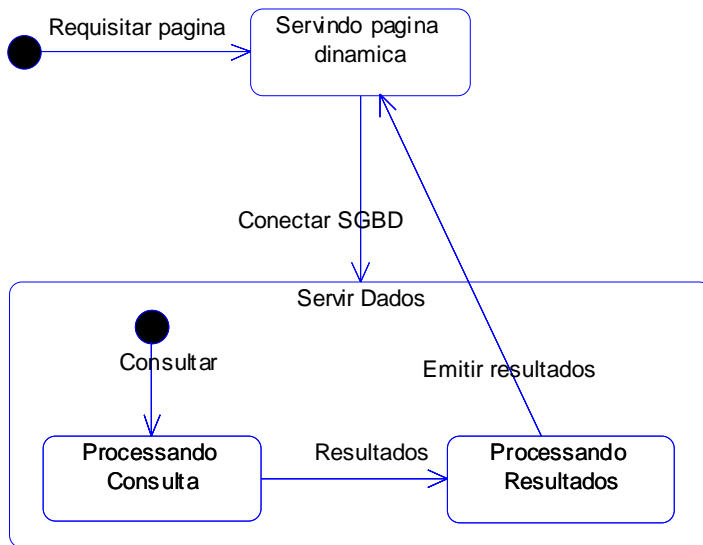 Requisitar pagina
Servindo pagina
dinamica
Conectar SGBD
Servir Dados
Consultar
Emitir resultados
Processando
Consulta
Resultados
Processando
Resultados